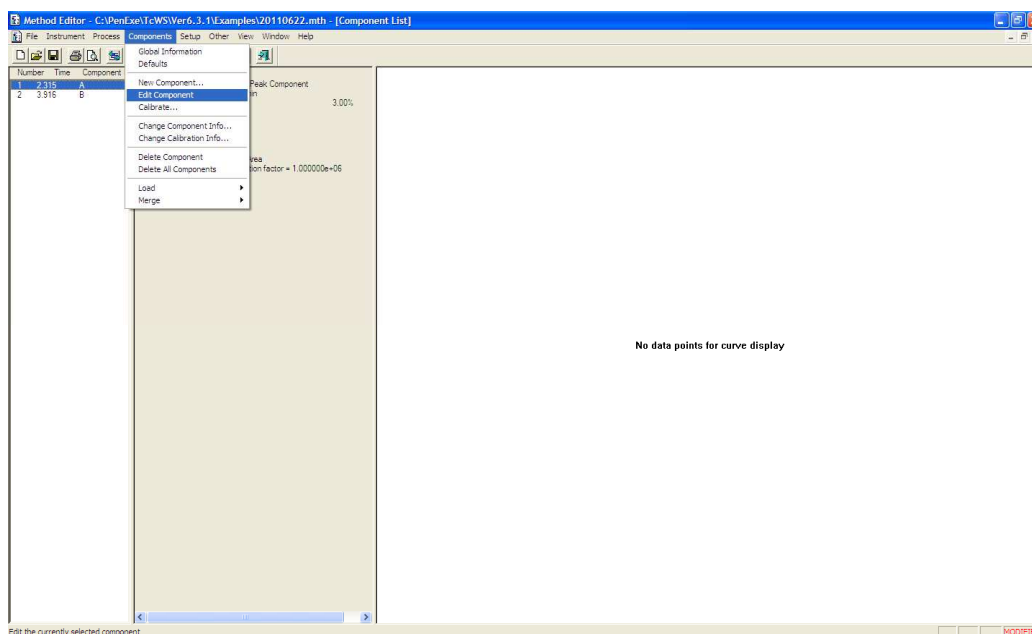 Method Editor - C:\PenExe\TcWS\Ver6.3.1\Examples\20110622.mth - [Component List]
File Instrument Process Components Setup Other View Window Help
Number Time Component
1 2.315 A
2 3.916 B
Global Information
Defaults
New Component...
Edit Component
Calibrate...
Change Component Info...
Change Calibration Info...
Delete Component
Delete All Components
Load
Merge
Peak Component
3.00%
factor = 1.000000e+06
No data points for curve display
Edit the currently selected component